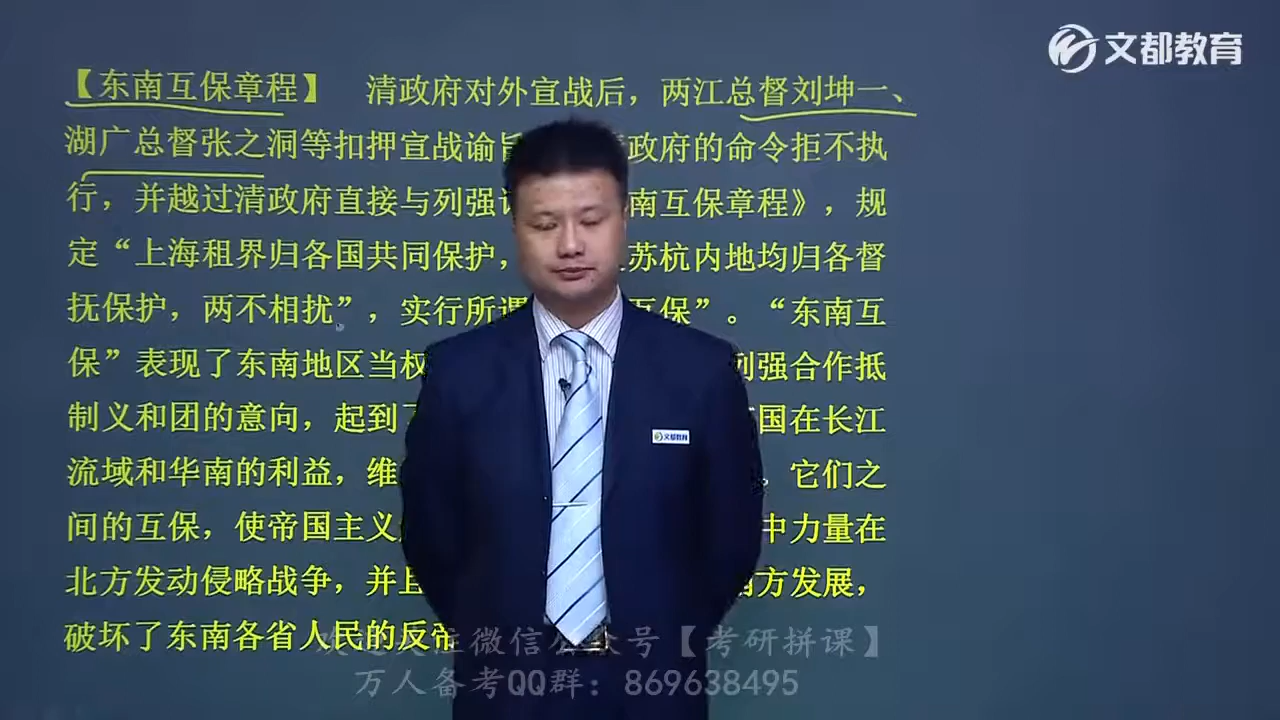 文都教育
【东南互保章程】 清政府对外宣战后，两江总督刘坤一、
湖广总督张之洞等扣押宣战谕 政府的命令拒不执
行，并越过清政府直接与列强 南互保章程》，规
定“上海租界归各国共同保护， 苏杭内地均归各督
抚保护，两不相扰”，实行所谓 互保”。“东南互
保”表现了东南地区当权 列强合作抵
制义和团的意向，起到 国在长江
流域和华南的利益，维 。它们之
间的互保，使帝国主义 中力量在
北方发动侵略战争，并且 南方发展，
破坏了东南各省人民的反帝
文都教育
注微信公众号【考研拼课】
万人备考QQ群：869638495